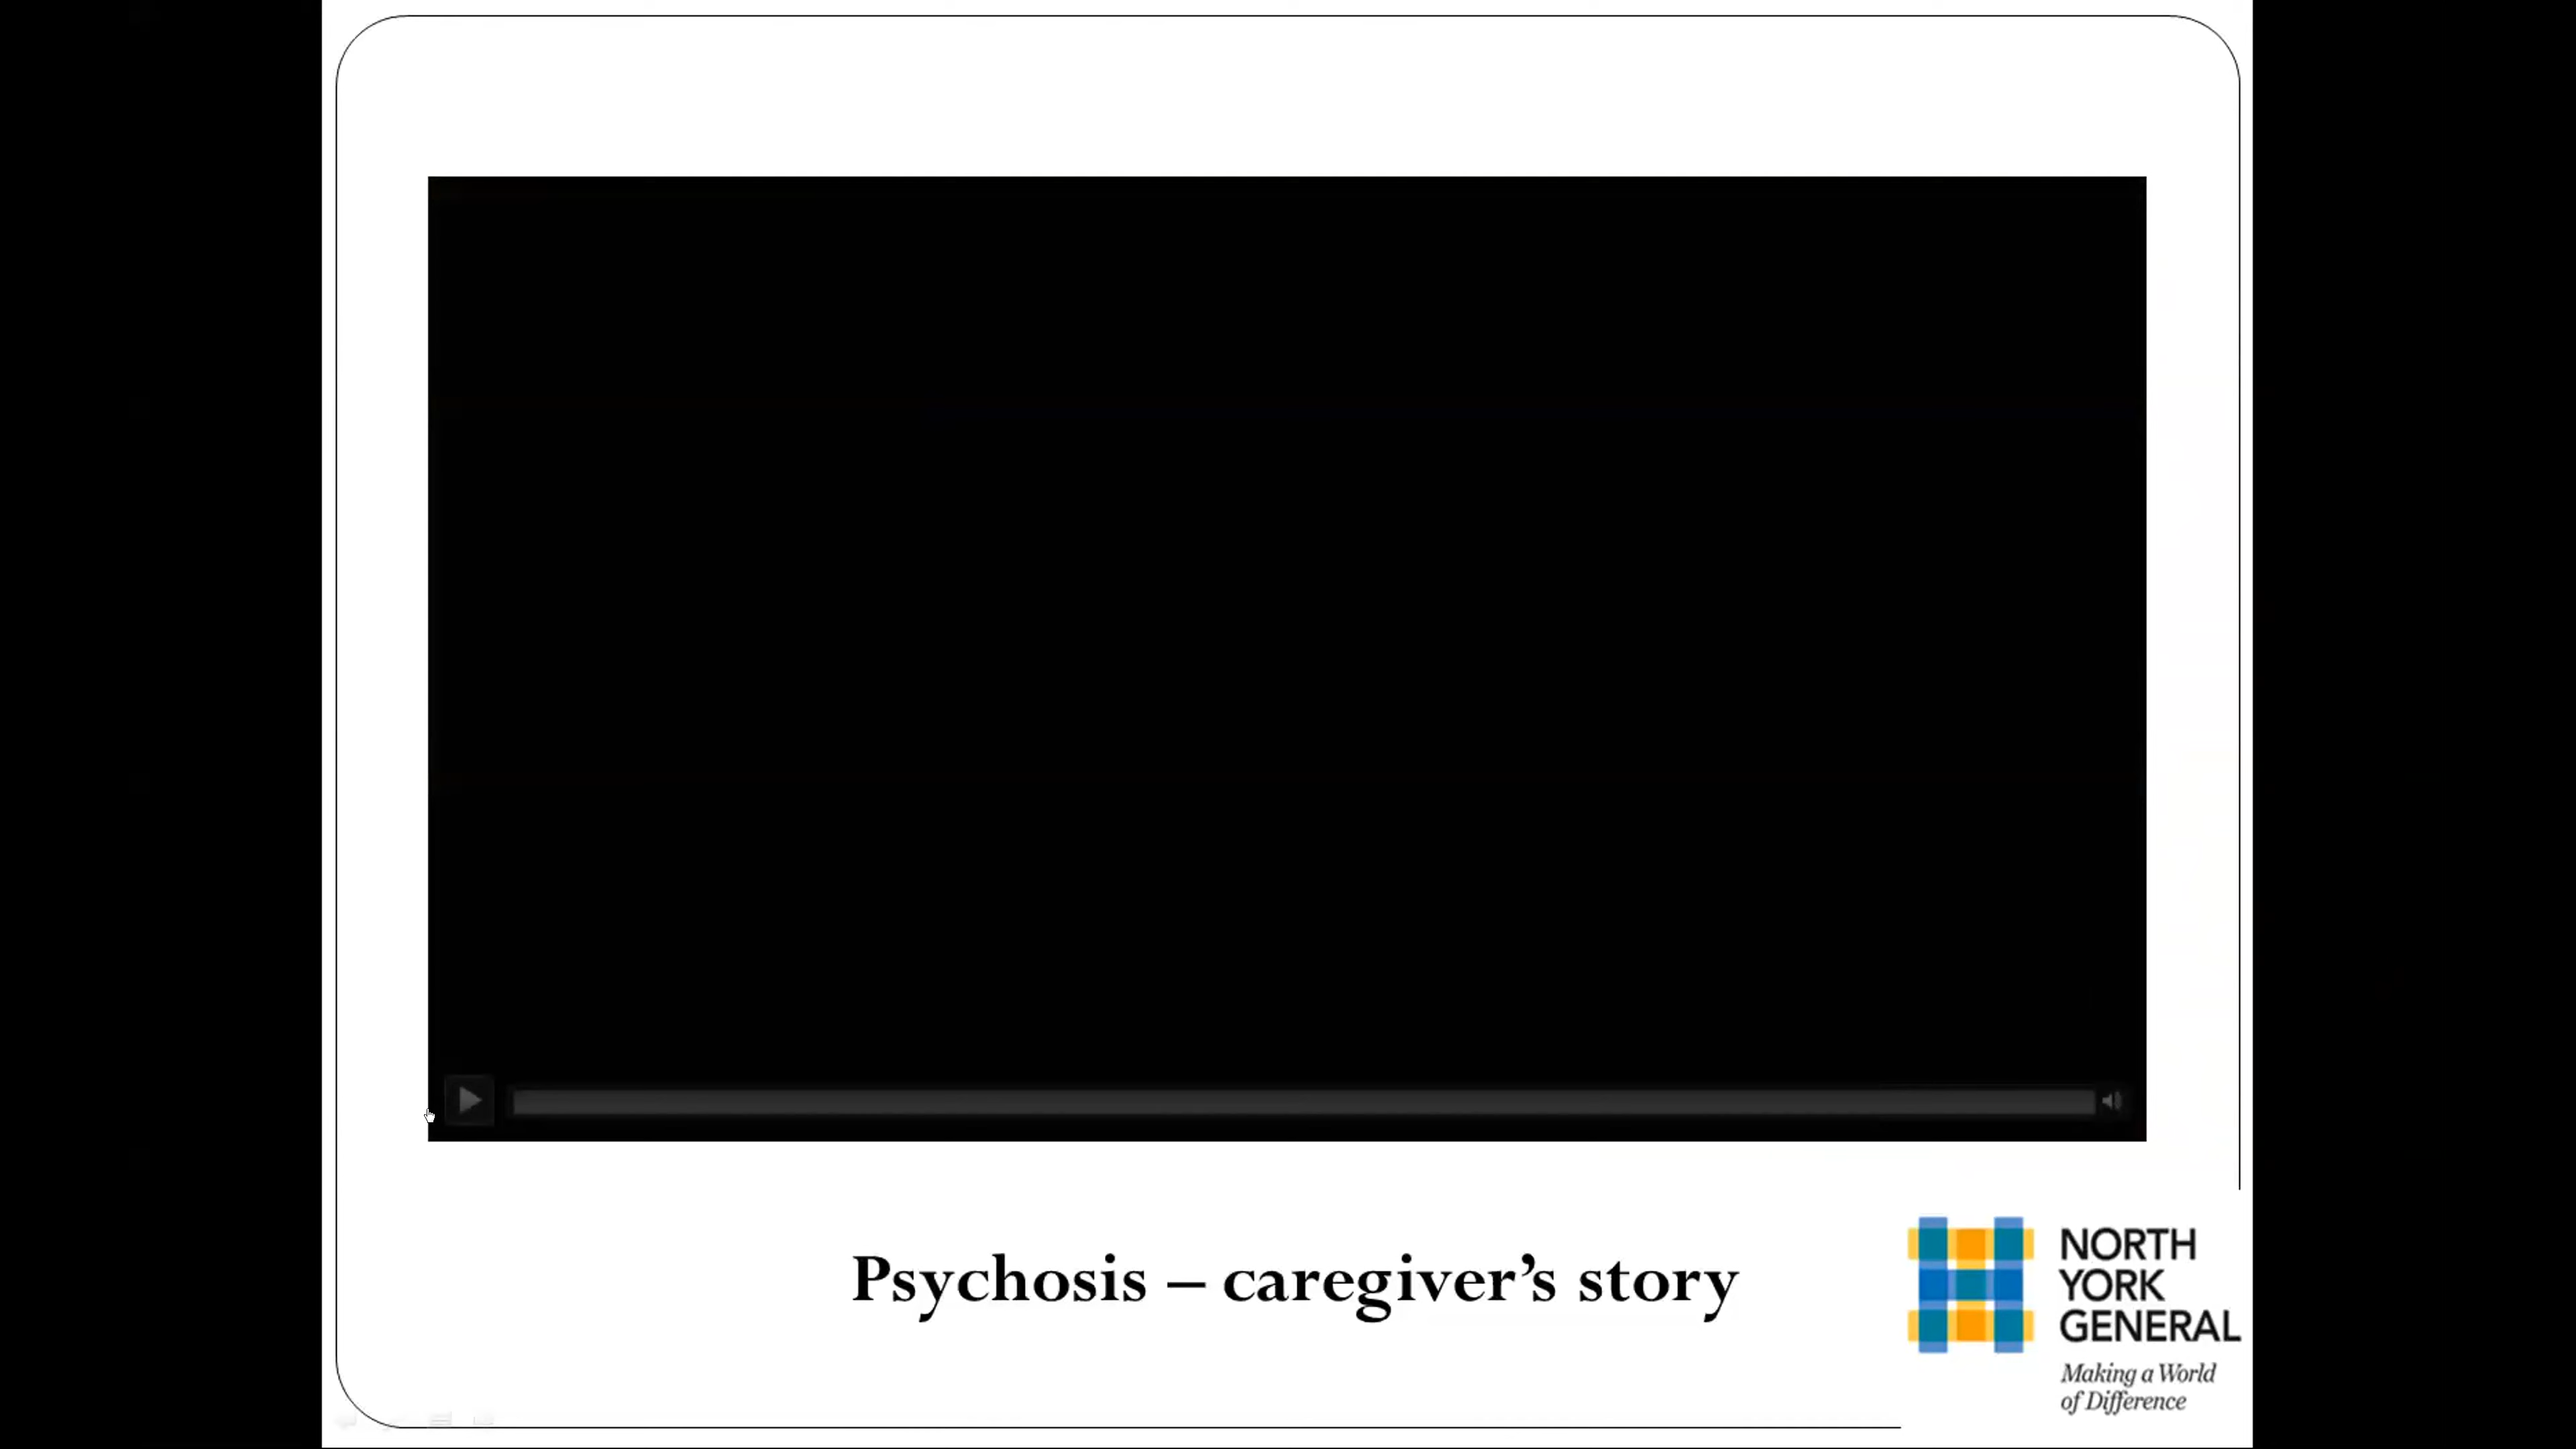 Psychosis – caregiver’s story
NORTH
YORK
GENERAL
Making a World
of Difference